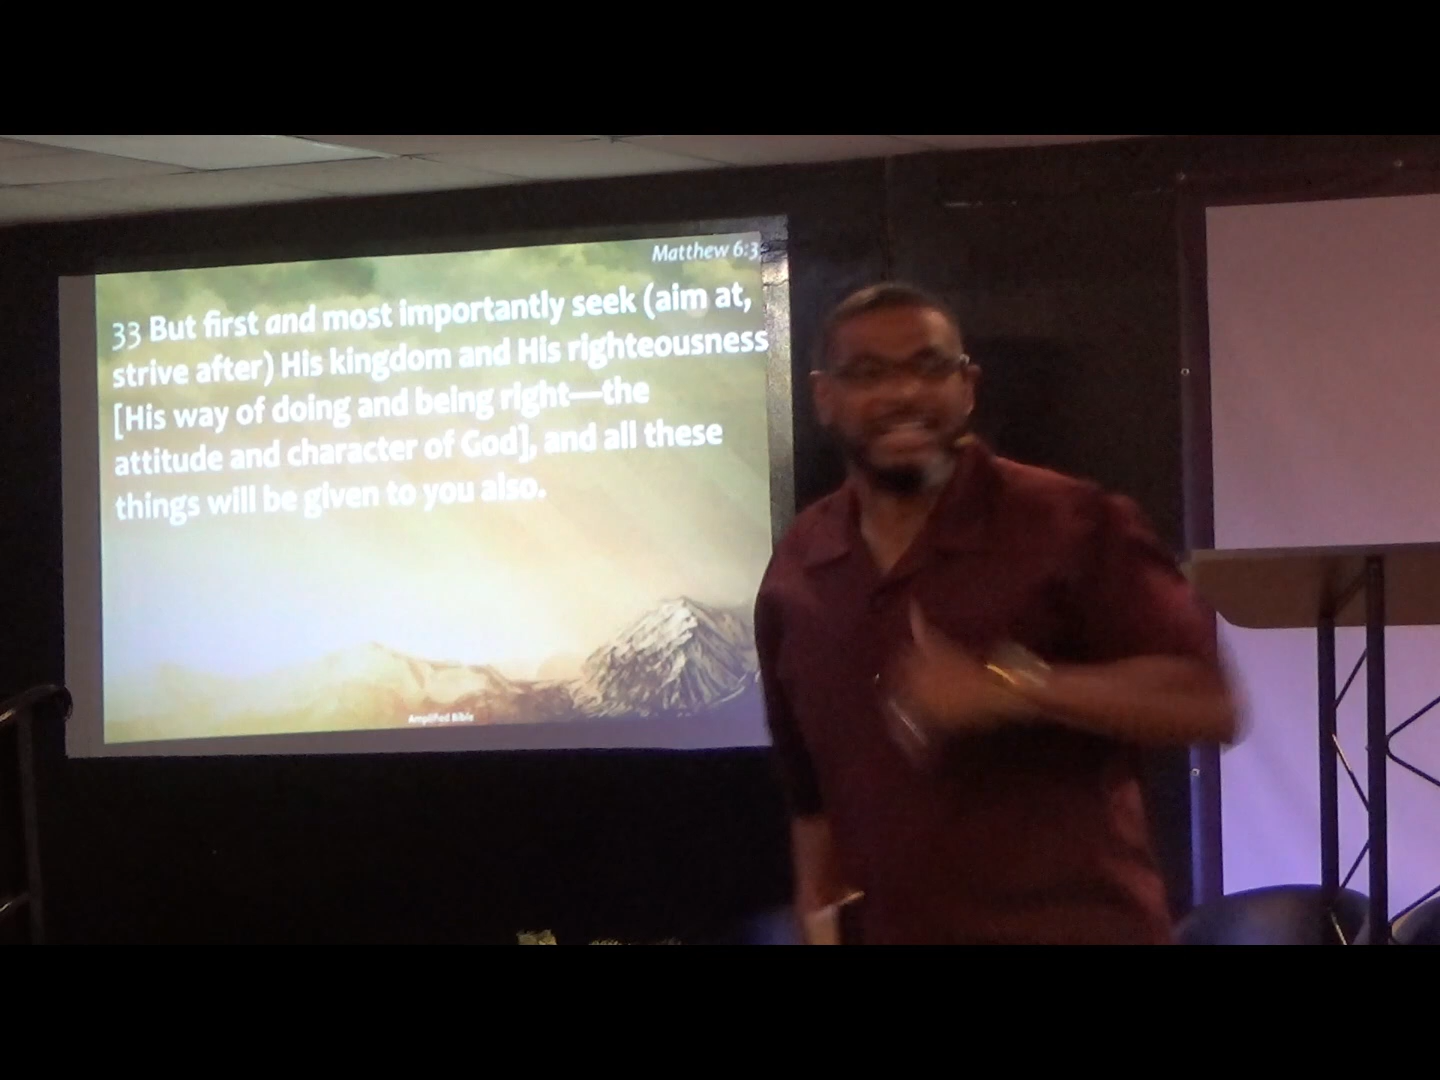 Matthew 6:3
33 But first and most importantly seek (aim at,
strive after) His kingdom and His righteousness
[His way of doing and being right—the
attitude and character of God], and all these
things will be given to you also.
Amplified Bible